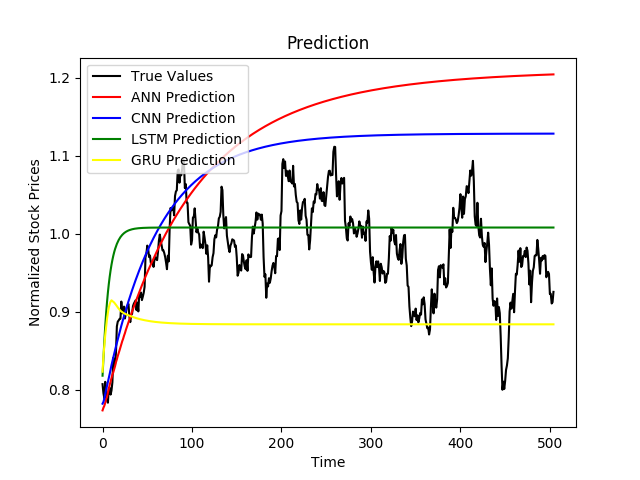 Prediction
True Values
ANN Prediction
CNN Prediction
LSTM Prediction
GRU Prediction
Normalized Stock Prices
1.2
1.1
1.0
0.9
0.8
0 100 200 300 400 500
Time